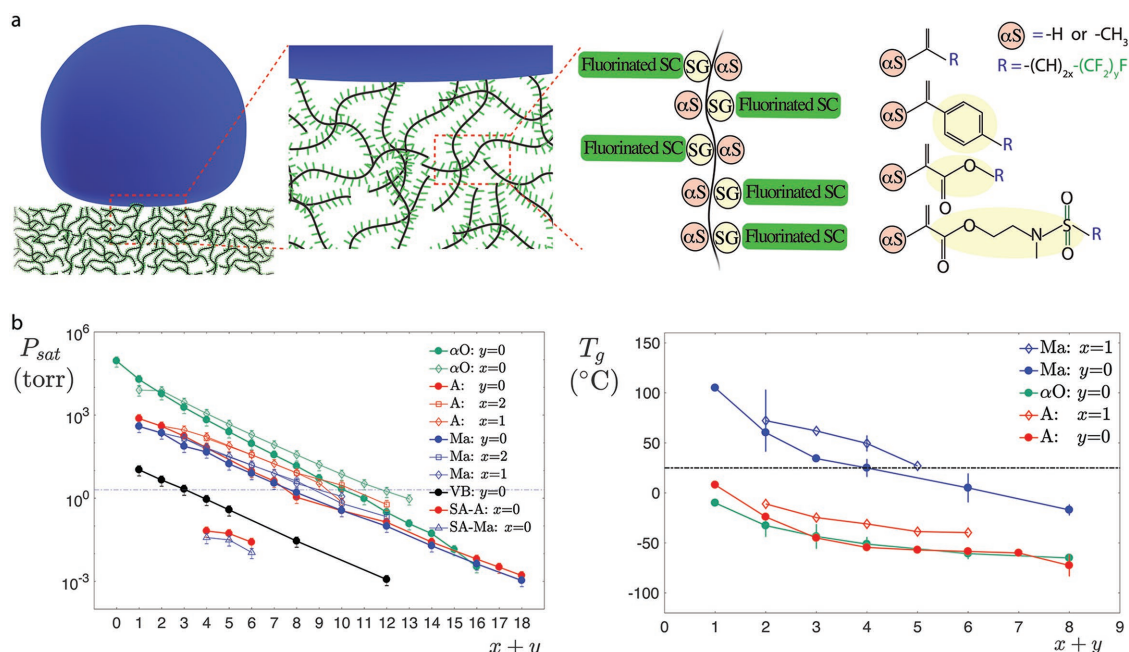 a
Fluorinated SC SG αS
αS SG Fluorinated SC
Fluorinated SC SG αS
αS SG Fluorinated SC
αS SG Fluorinated SC
αS =-H or -CH3
R=-(CH)2x-(CF2)yF
αS R
αS R
αS O R
O
αS O N S R
O O
O
b
Psat
(torr)
10^6
10^3
10^0
10^-3
αO: y=0
αO: x=0
A: y=0
A: x=2
A: x=1
Ma: y=0
Ma: x=2
Ma: x=1
VB: y=0
SA-A: x=0
SA-Ma: x=0
0 1 2 3 4 5 6 7 8 9 10 11 12 13 14 15 16 17 18
x + y
Tg
(°C)
150
100
50
0
-50
-100
Ma: x=1
Ma: y=0
αO: y=0
A: x=1
A: y=0
1 2 3 4 5 6 7 8 9
x + y